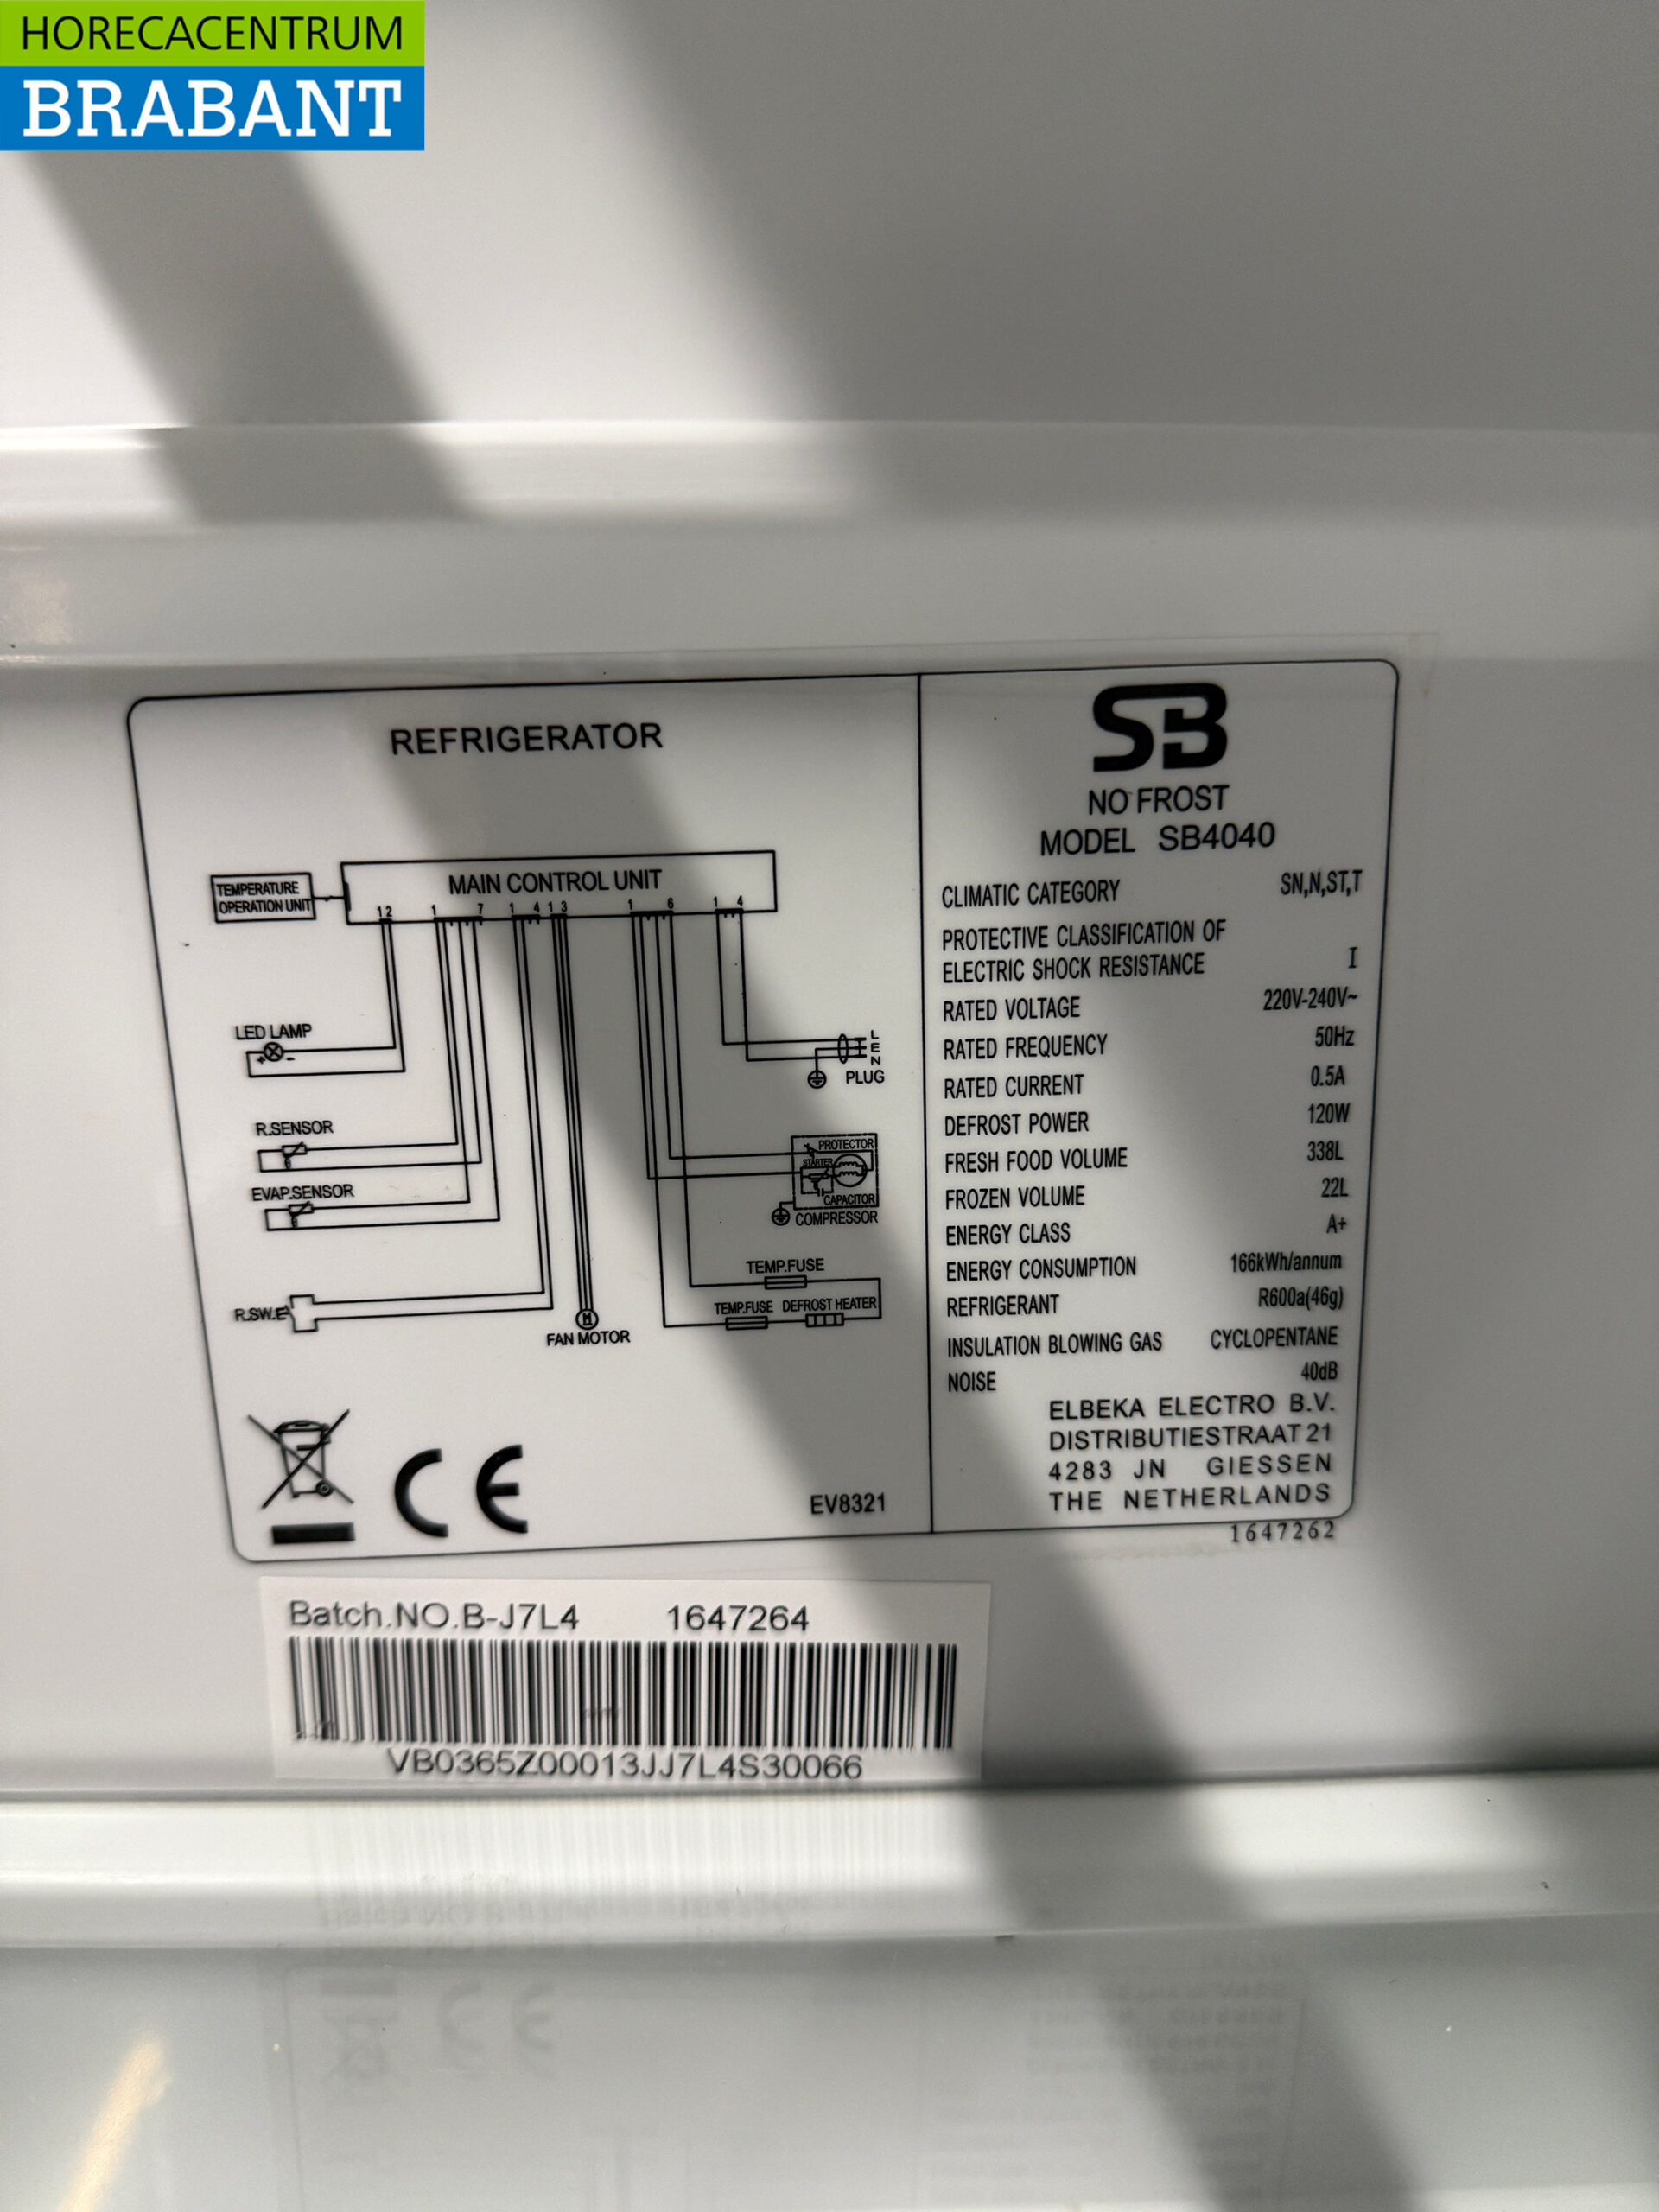 HORECACENTRUM
BRABANT
REFRIGERATOR
TEMPERATURE
OPERATION UNIT
MAIN CONTROL UNIT
1 2
1 7
1 4
1 3
1 6
1 4
LED LAMP
+ -
R.SENSOR
EVAP.SENSOR
R.SW.E
FAN MOTOR
L
E
N
PLUG
PROTECTOR
STARTER
CAPACITOR
COMPRESSOR
TEMP.FUSE
TEMP.FUSE DEFROST HEATER
M
CE
EV8321
SB
NO FROST
MODEL SB4040
CLIMATIC CATEGORY SN,N,ST,T
PROTECTIVE CLASSIFICATION OF
ELECTRIC SHOCK RESISTANCE I
RATED VOLTAGE 220V-240V~
RATED FREQUENCY 50Hz
RATED CURRENT 0.5A
DEFROST POWER 120W
FRESH FOOD VOLUME 338L
FROZEN VOLUME 22L
ENERGY CLASS A+
ENERGY CONSUMPTION 166kWh/annum
REFRIGERANT R600a(46g)
INSULATION BLOWING GAS CYCLOPENTANE
NOISE 40dB
ELBEKA ELECTRO B.V.
DISTRIBUTIESTRAAT 21
4283 JN GIESSEN
THE NETHERLANDS
1647262
Batch.NO.B-J7L4 1647264
VB0365Z00013JJ7L4S30066